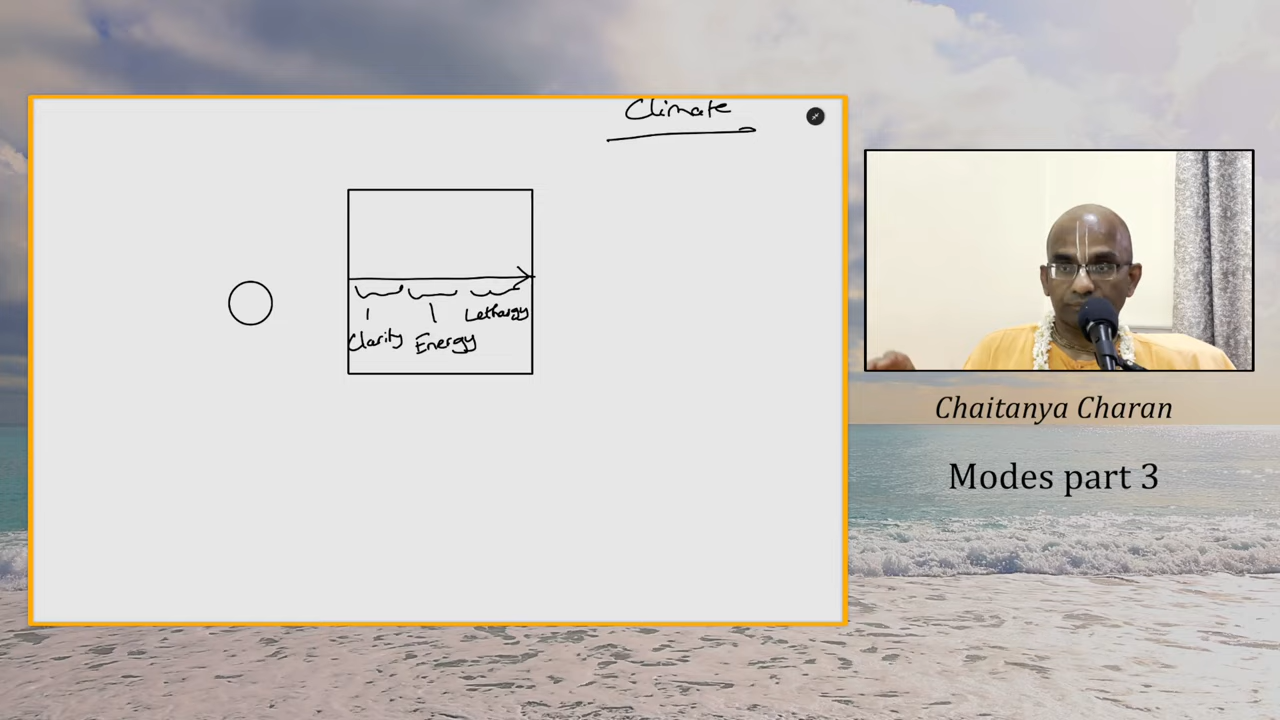 Climate
Lethargy
Clarity Energy
Chaitanya Charan
Modes part 3